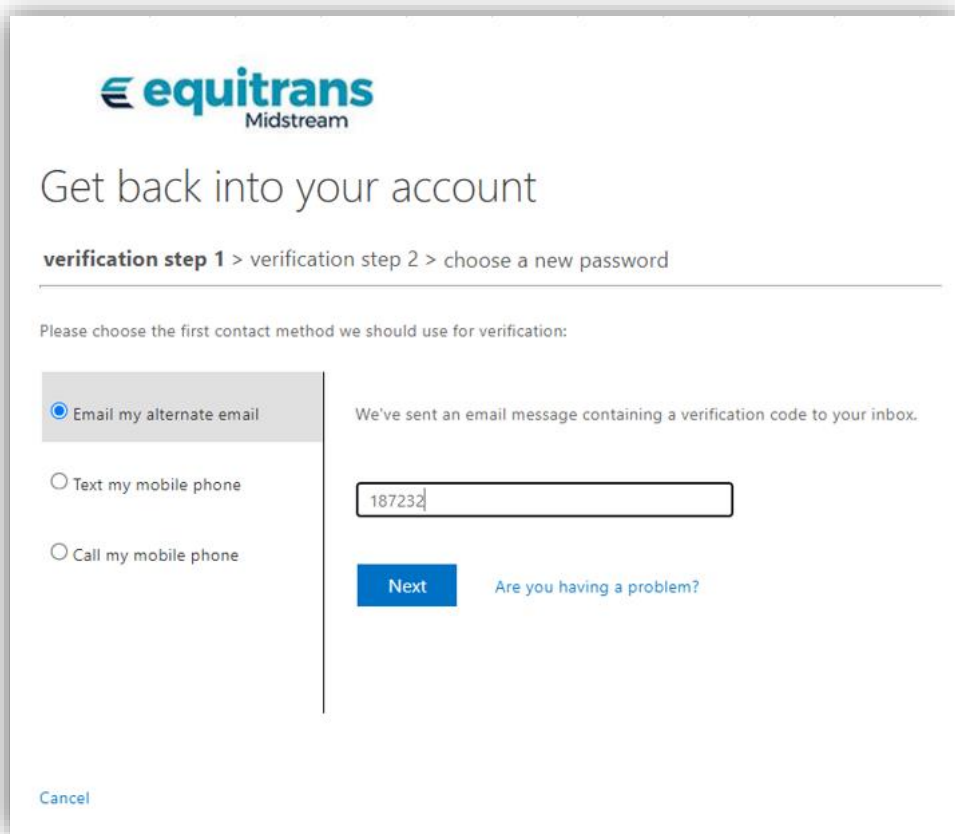 equitrans
Midstream
Get back into your account
verification step 1 > verification step 2 > choose a new password
Please choose the first contact method we should use for verification:
Email my alternate email
We've sent an email message containing a verification code to your inbox.
Text my mobile phone
187232
Call my mobile phone
Next
Are you having a problem?
Cancel